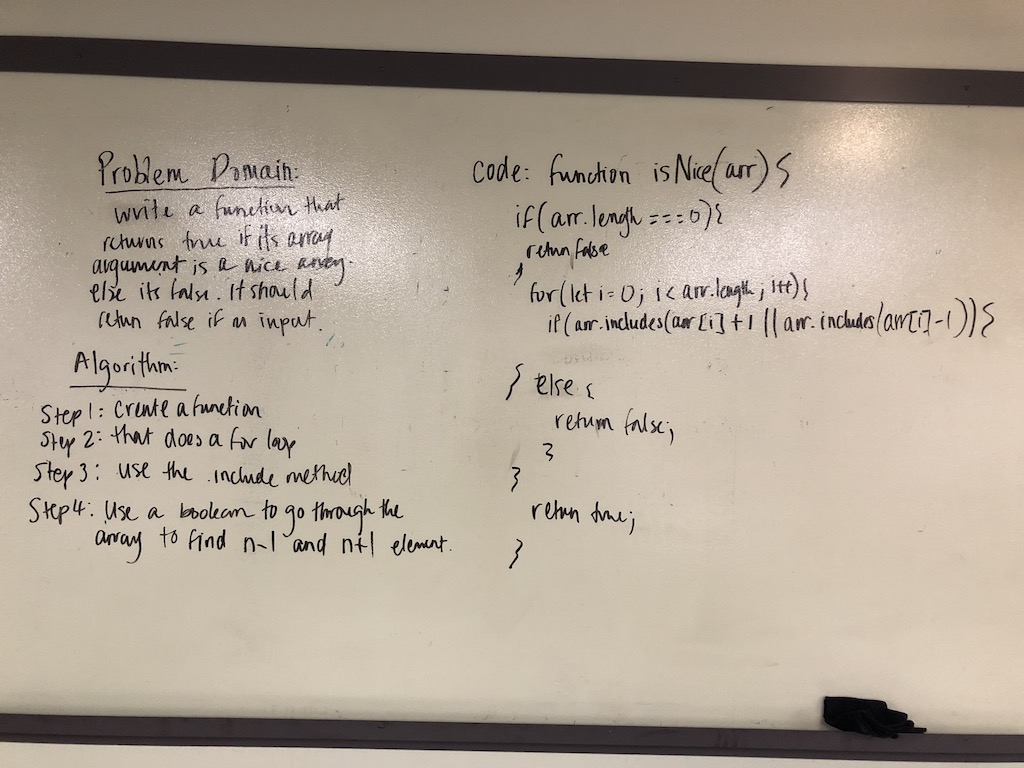 Problem Domain:
write a function that
returns true if its array
argument is a nice array.
else its false. It should
return false if no input.
Algorithm:
Step 1: Create a function
Step 2: that does a for loop
Step 3: use the .include method
Step 4: Use a boolean to go through the
array to find n-1 and n+1 element.
code: function isNice(arr) {
if(arr.lengh ===0){
return false
}
for(let i=0; i< arr.length; i++){
if(arr.includes(arr[i]+1 || arr.includes(arr[i]-1)){
} else {
return false;
}
}
return true;
}